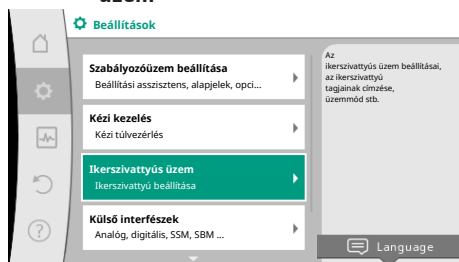 üzem
Beállítások
Szabályozóüzem beállítása
Beállítási asszisztens, alapjelek, opci...
Kézi kezelés
Kézi túlvezérlés
Ikerszivattyús üzem
Ikerszivattyú beállítása
Külső interfészek
Analóg, digitális, SSM, SBM ...
Az
ikerszivattyús üzem beállításai,
az ikerszivattyú
tagjainak címzése,
üzemmód stb.
Language